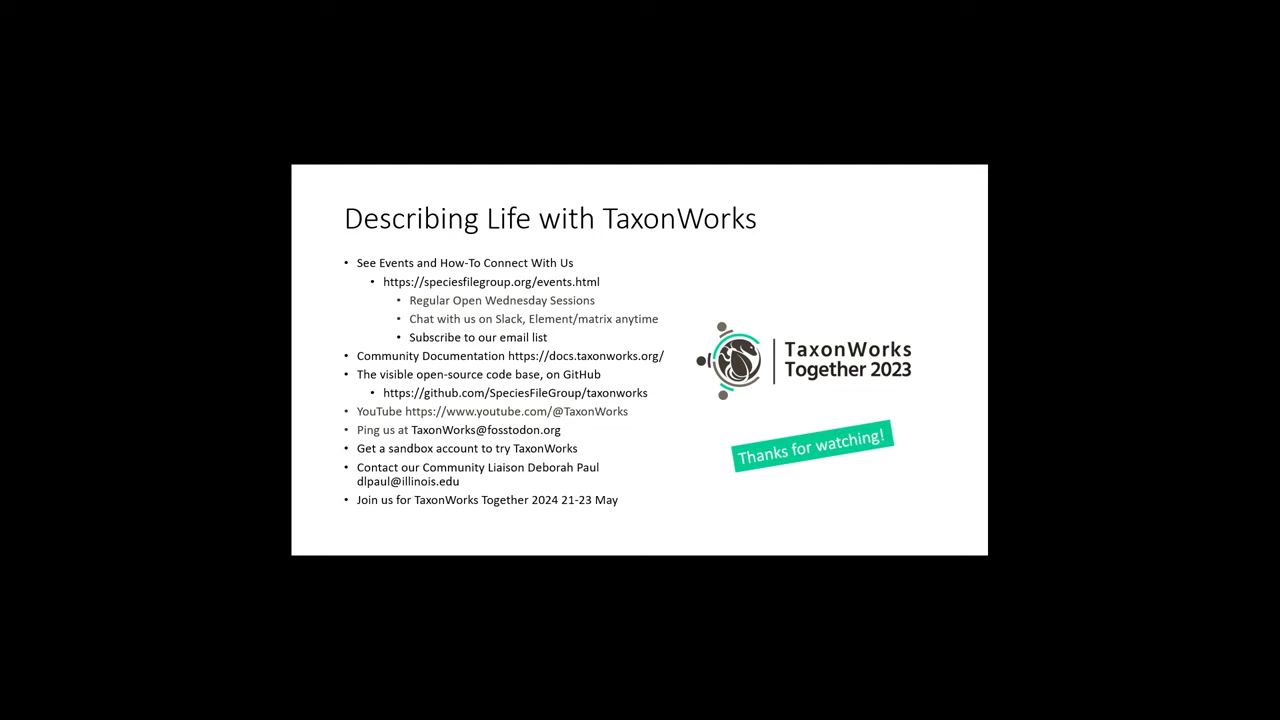 Describing Life with TaxonWorks
• See Events and How-To Connect With Us
• https://speciesfilegroup.org/events.html
• Regular Open Wednesday Sessions
• Chat with us on Slack, Element/matrix anytime
• Subscribe to our email list
• Community Documentation https://docs.taxonworks.org/
• The visible open-source code base, on GitHub
• https://github.com/SpeciesFileGroup/taxonworks
• YouTube https://www.youtube.com/@TaxonWorks
• Ping us at TaxonWorks@fosstodon.org
• Get a sandbox account to try TaxonWorks
• Contact our Community Liaison Deborah Paul
dlpaul@illinois.edu
• Join us for TaxonWorks Together 2024 21-23 May
TaxonWorks
Together 2023
Thanks for watching!